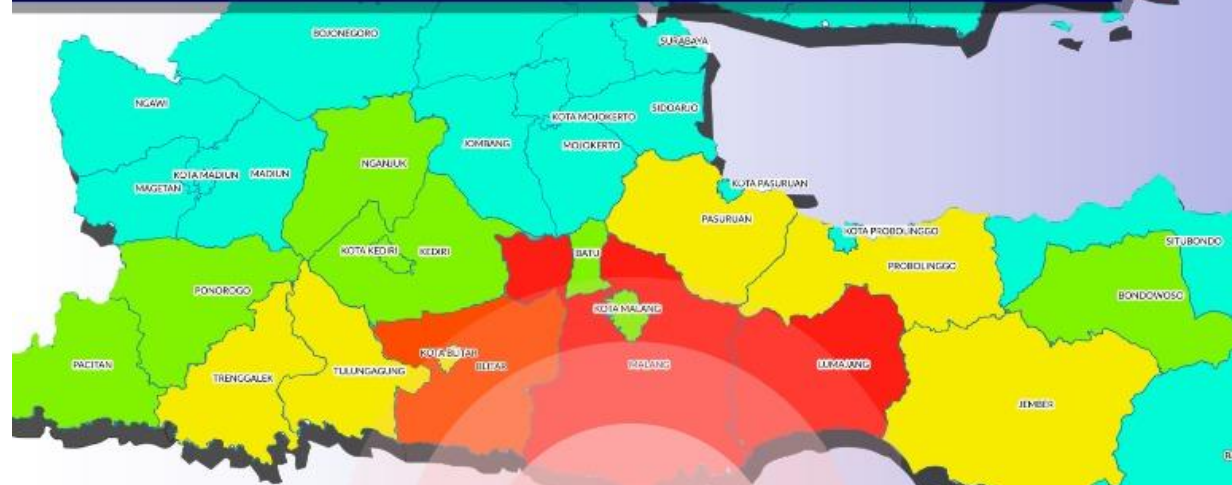 BOJONEGORO
SURABAYA
NGAWI
SIDOARJO
KOTA MOJOKERTO
JOMBANG
MOJOKERTO
NGANJUK
KOTA MADIUN
MADIUN
MAGETAN
KOTA PASURUAN
PASURUAN
KOTA PROBOLINGGO
SITUBONDO
KOTA KEDIRI
KEDIRI
BATU
PROBOLINGGO
PONOROGO
BONDOWOSO
KOTA MALANG
KOTA BLITAR
PACITAN
TRENGGALEK
TULUNGAGUNG
BLITAR
MALANG
LUMAJANG
JEMBER